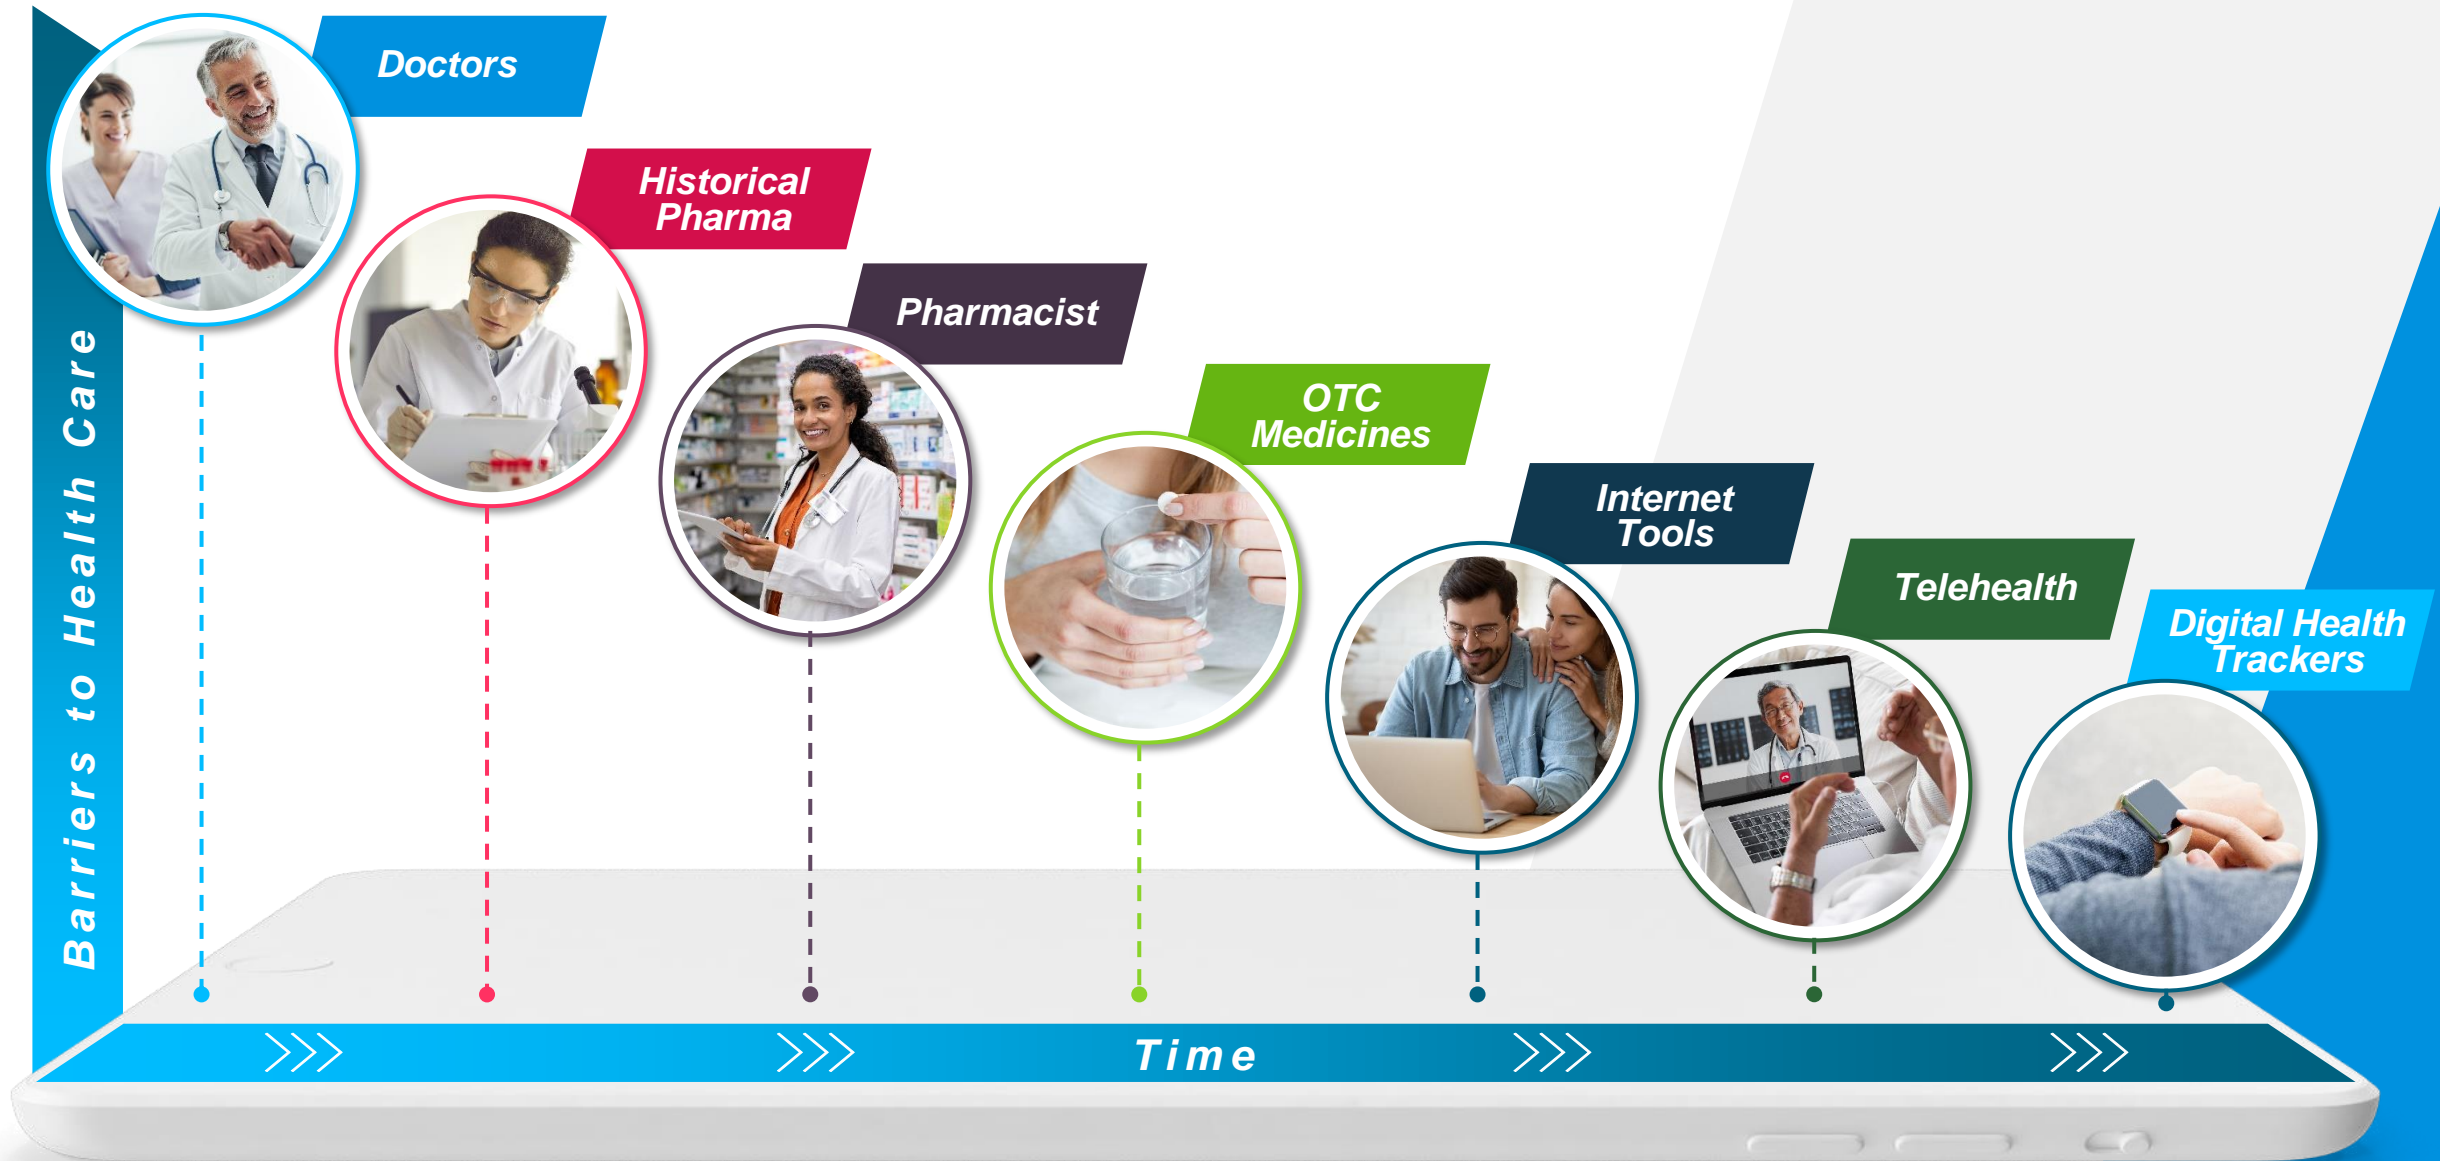 Doctors
Historical
Pharma
Pharmacist
OTC
Medicines
Internet
Tools
Telehealth
Digital Health
Trackers
Barriers to Health Care
Time